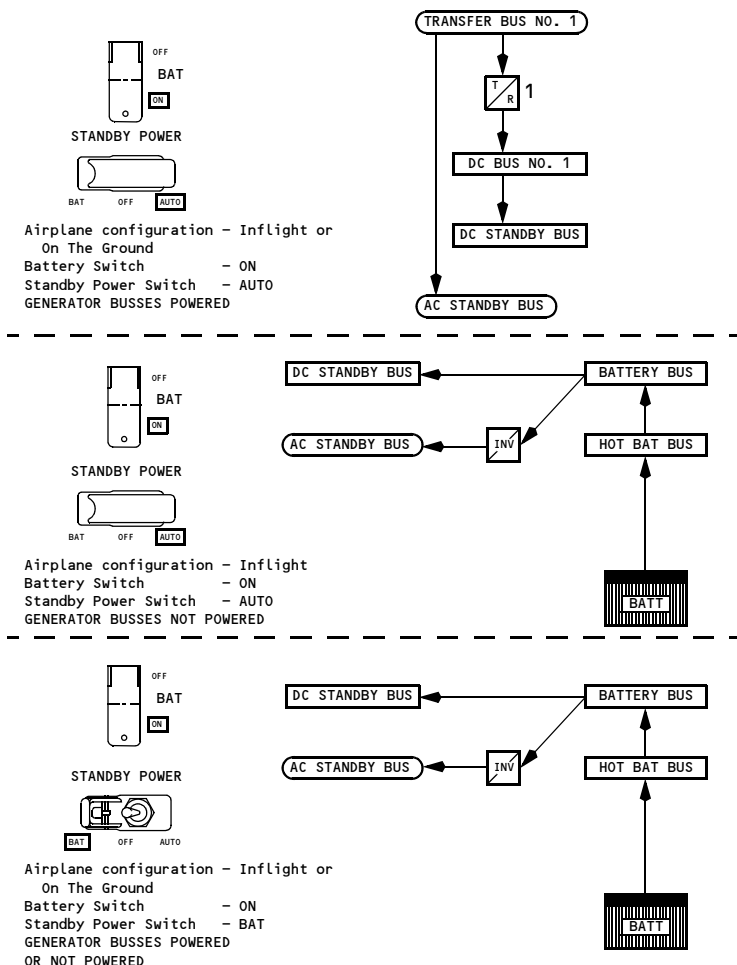 OFF
BAT
ON
STANDBY POWER
BAT OFF AUTO
Airplane configuration – Inflight or
On The Ground
Battery Switch – ON
Standby Power Switch – AUTO
GENERATOR BUSSES POWERED
TRANSFER BUS NO. 1
T
R
1
DC BUS NO. 1
DC STANDBY BUS
AC STANDBY BUS
OFF
BAT
ON
STANDBY POWER
BAT OFF AUTO
Airplane configuration – Inflight
Battery Switch – ON
Standby Power Switch – AUTO
GENERATOR BUSSES NOT POWERED
DC STANDBY BUS
BATTERY BUS
AC STANDBY BUS
INV
HOT BAT BUS
BATT
OFF
BAT
ON
STANDBY POWER
BAT OFF AUTO
Airplane configuration – Inflight or
On The Ground
Battery Switch – ON
Standby Power Switch – BAT
GENERATOR BUSSES POWERED
OR NOT POWERED
DC STANDBY BUS
BATTERY BUS
AC STANDBY BUS
INV
HOT BAT BUS
BATT